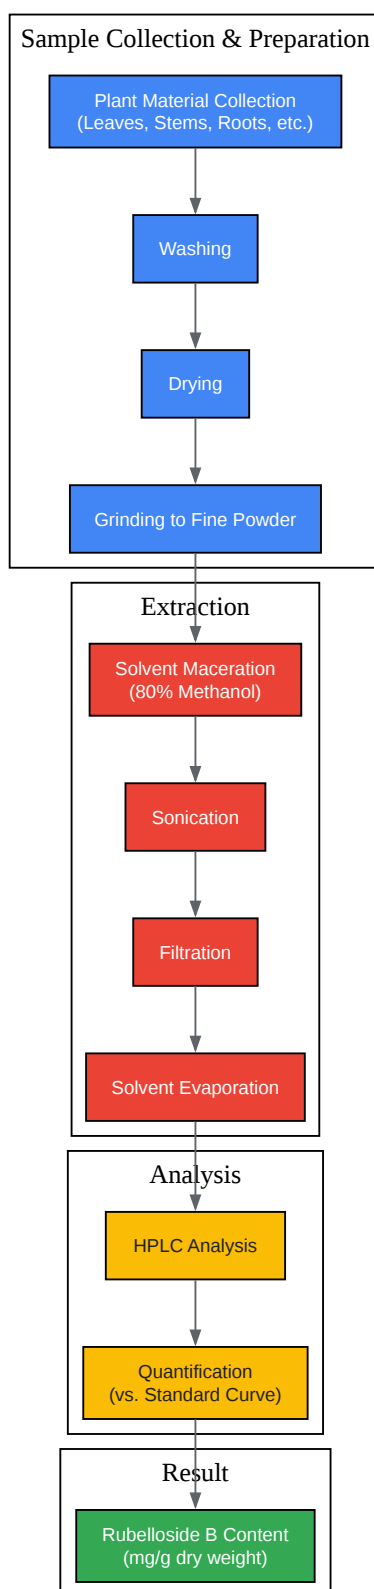 Sample Collection & Preparation
Plant Material Collection
(Leaves, Stems, Roots, etc.)
Washing
Drying
Grinding to Fine Powder
Extraction
Solvent Maceration
(80% Methanol)
Sonication
Filtration
Solvent Evaporation
Analysis
HPLC Analysis
Quantification
(vs. Standard Curve)
Result
Rubelloside B Content
(mg/g dry weight)